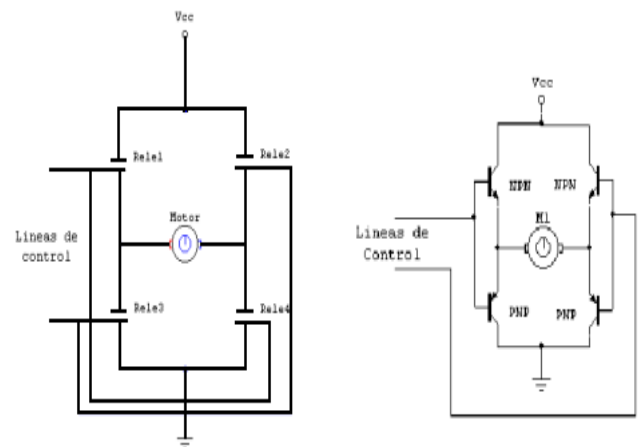 Vcc
Rele1
Rele2
Motor
Lineas de
control
Rele3
Rele4
Vcc
NPN
NPN
M1
Lineas de
Control
PNP
PNP